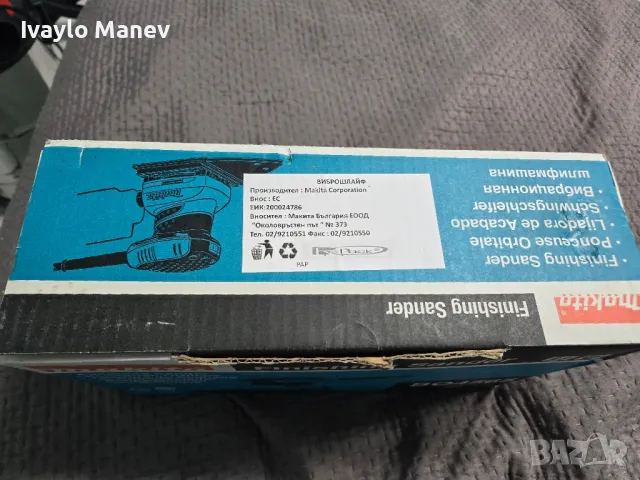 Ivaylo Manev
ВИБРОШЛАЙФ
Производител : Makita Corporation
Внос : ЕС
ЕИК:200024786
Вносител : Макита България ЕООД
"Околовръстен път " № 373
Тел. 02/9210551 Факс : 02/9210550
PAP
makita
Finishing Sander
· Finishing Sander
· Ponceuse Orbitale
· Lijadora de Acabado
· Schwingschleifer
· Вибрационная
шлифмашина
BAZAR